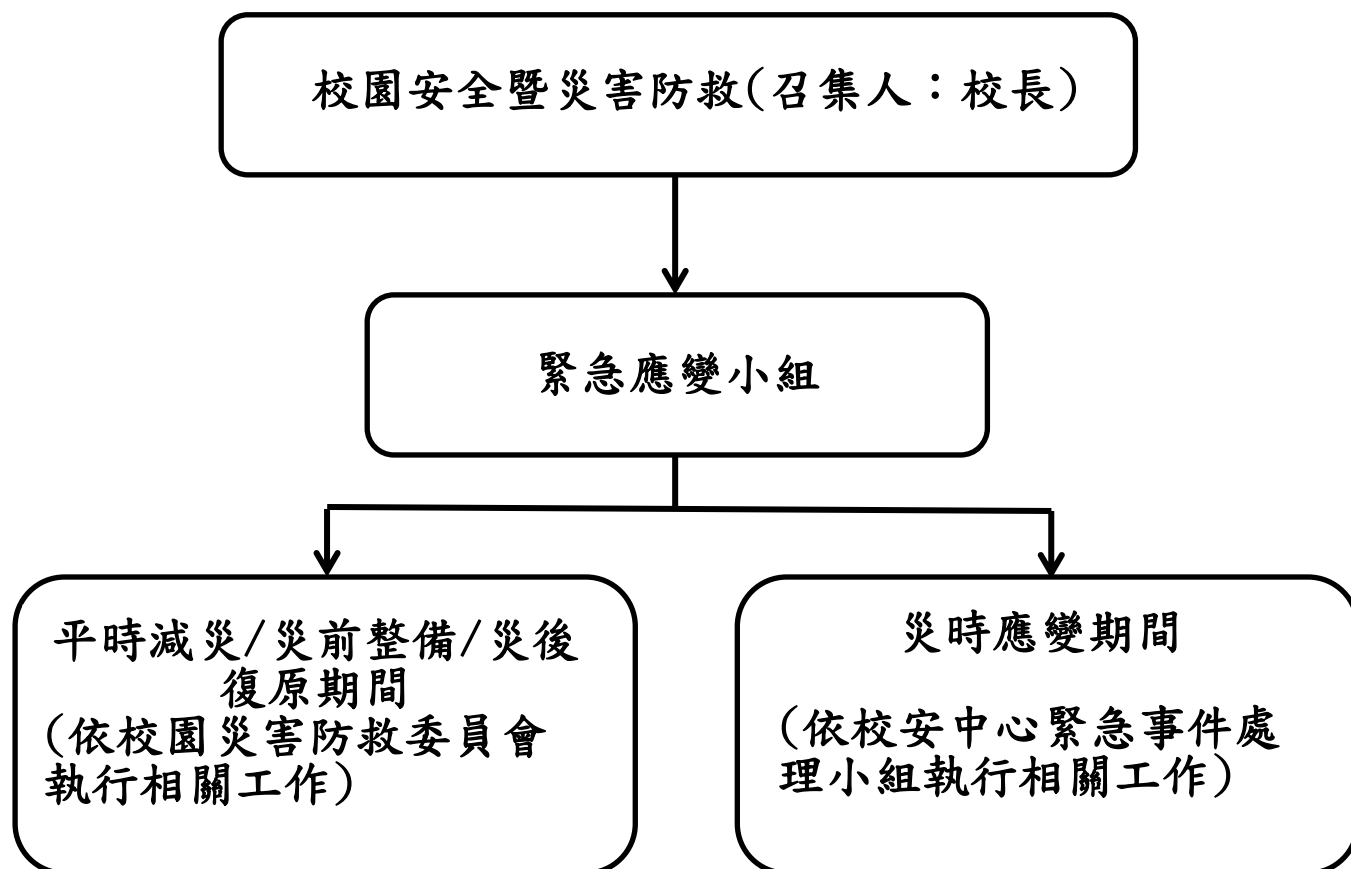 校園安全暨災害防救(召集人：校長)
緊急應變小組
平時減災/災前整備/災後
復原期間
(依校園災害防救委員會
執行相關工作)
災時應變期間
(依校安中心緊急事件處
理小組執行相關工作)